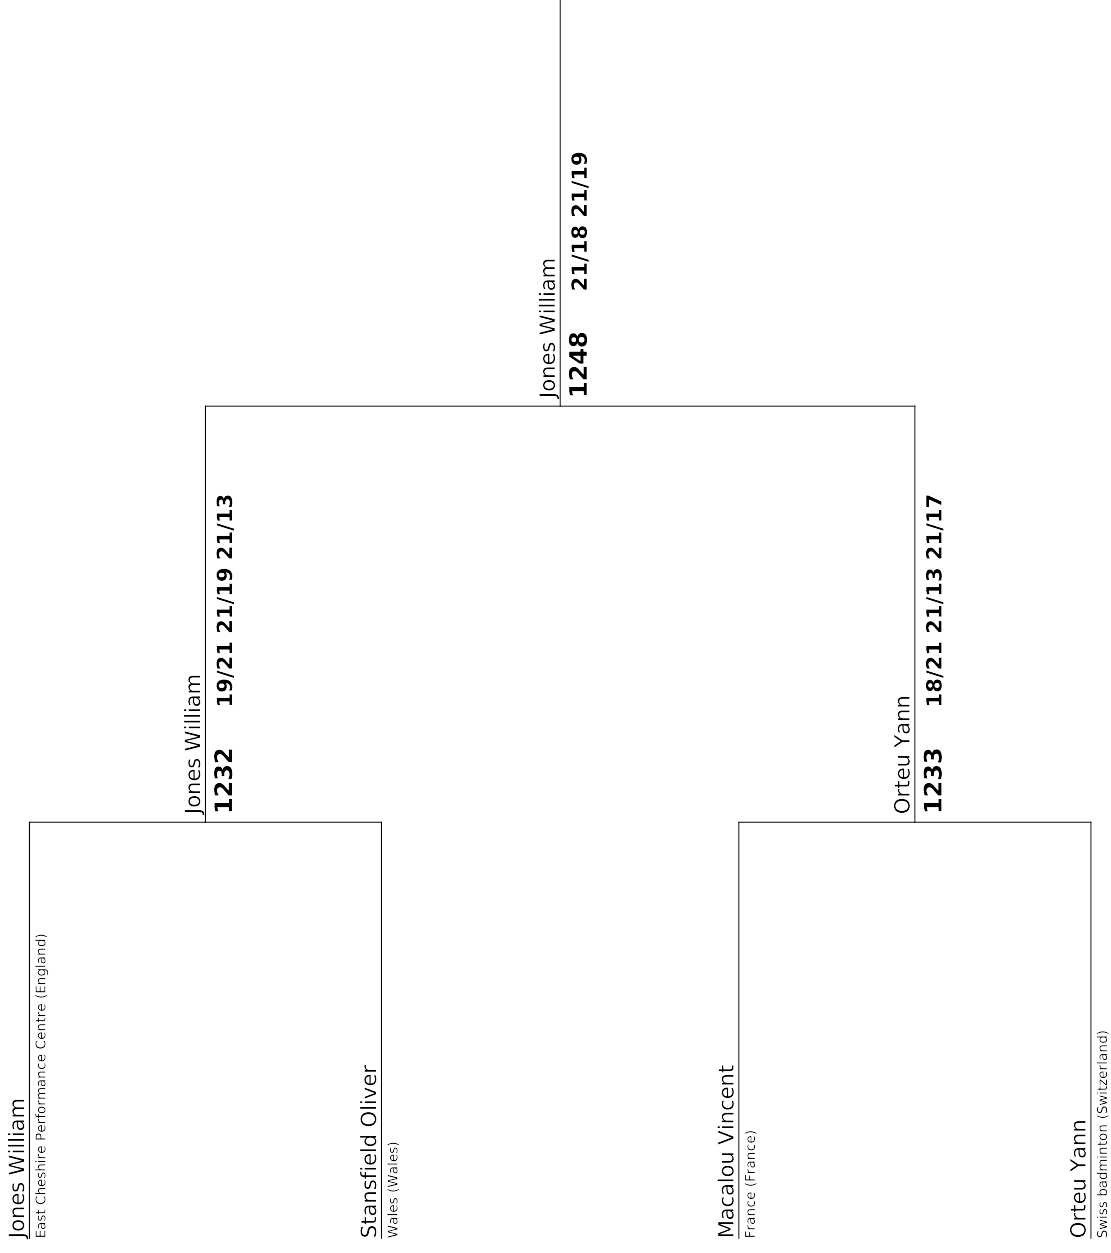 Jones William
East Cheshire Performance Centre (England)
Jones William
1232 19/21 21/19 21/13
Stansfield Oliver
Wales (Wales)
Jones William
1248 21/18 21/19
Macalou Vincent
France (France)
Orteu Yann
1233 18/21 21/13 21/17
Orteu Yann
Swiss badminton (Switzerland)